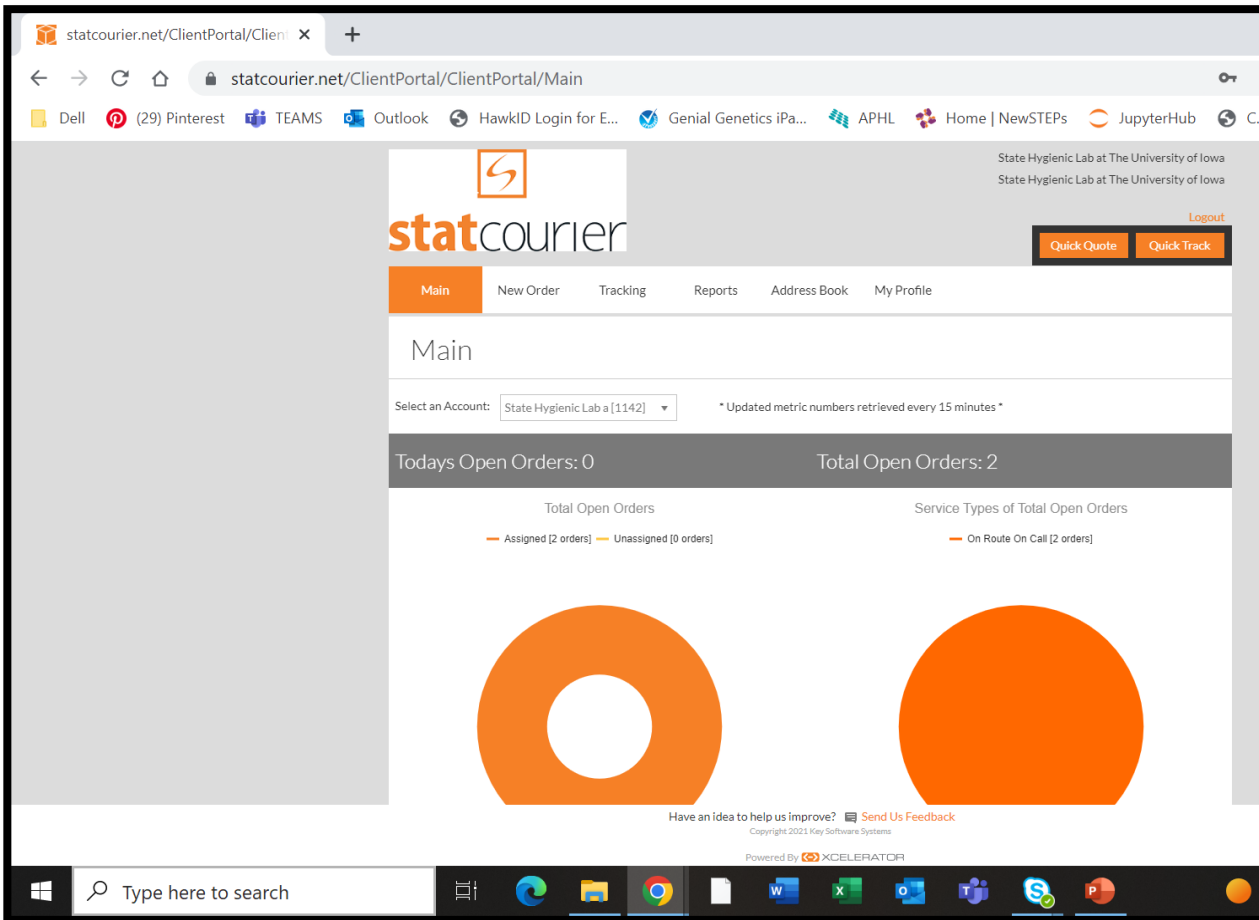 statcourier.net/ClientPortal/Client
statcourier.net/ClientPortal/ClientPortal/Main
Dell (29) Pinterest TEAMS Outlook HawkID Login for E... Genial Genetics iPa... APHL Home | NewSTEPs JupyterHub C.
State Hygienic Lab at The University of Iowa
State Hygienic Lab at The University of Iowa
statcourier
Logout
Quick Quote Quick Track
Main New Order Tracking Reports Address Book My Profile
Main
Select an Account: State Hygienic Lab a [1142] * Updated metric numbers retrieved every 15 minutes *
Todays Open Orders: 0 Total Open Orders: 2
Total Open Orders Service Types of Total Open Orders
Assigned [2 orders] Unassigned [0 orders] On Route On Call [2 orders]
Have an idea to help us improve? Send Us Feedback
Copyright 2021 Key Software Systems
Powered By XCELERATOR
Type here to search